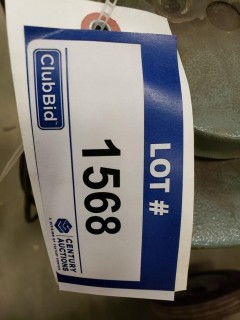 LOT #
1568
ClubBid
CENTURY
AUCTIONS